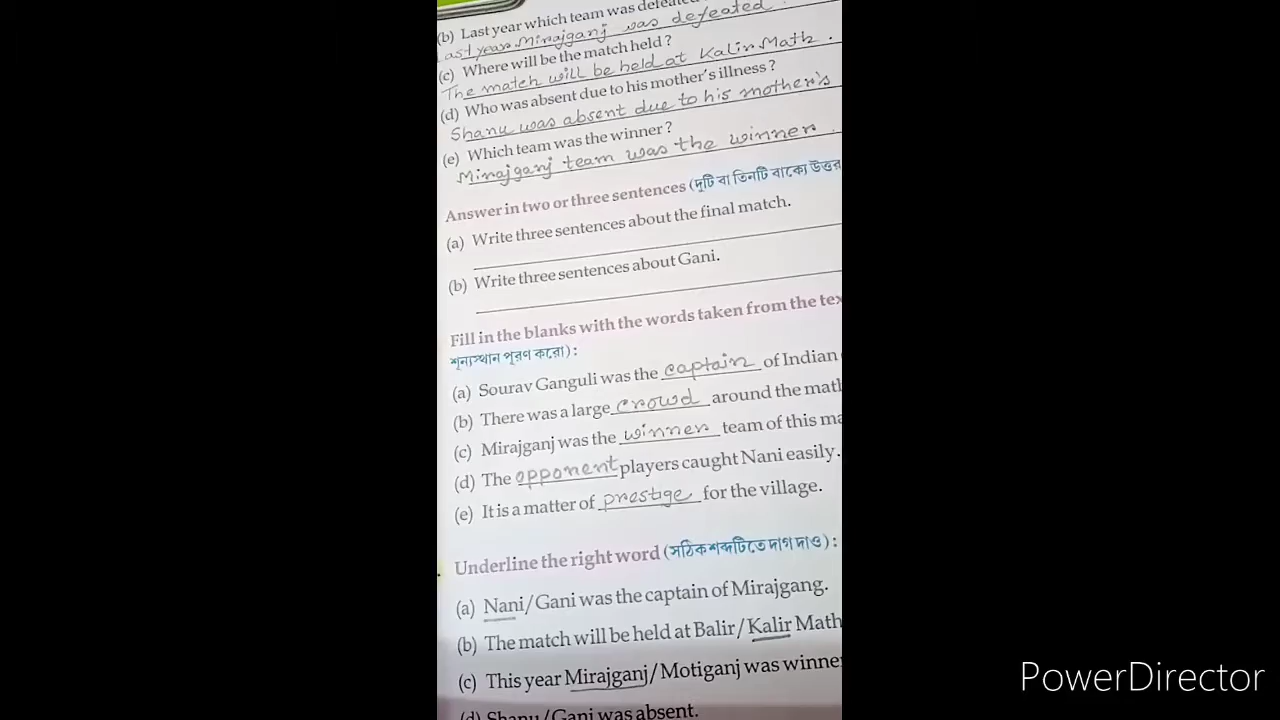 (b) Last year which team was defeated
Last year Mirajganj was defeated.
(c) Where will be the match held?
The match will be held at Kalir Math.
(d) Who was absent due to his mother's illness?
Shanu was absent due to his mother's
(e) Which team was the winner?
Mirajganj team was the winner.
Answer in two or three sentences (দুটি বা তিনটি বাক্যে উত্তর
(a) Write three sentences about the final match.
(b) Write three sentences about Gani.
Fill in the blanks with the words taken from the tex
শূন্যস্থান পূরণ করো):
(a) Sourav Ganguli was the captain of Indian
(b) There was a large crowd around the math
(c) Mirajganj was the winner team of this ma
(d) The opponent players caught Nani easily.
(e) It is a matter of prestige for the village.
Underline the right word (সঠিক শব্দটিতে দাগ দাও):
(a) Nani/Gani was the captain of Mirajgang.
(b) The match will be held at Balir/Kalir Math
(c) This year Mirajganj/Motiganj was winne
(d) Shanu/Gani was absent.
PowerDirector